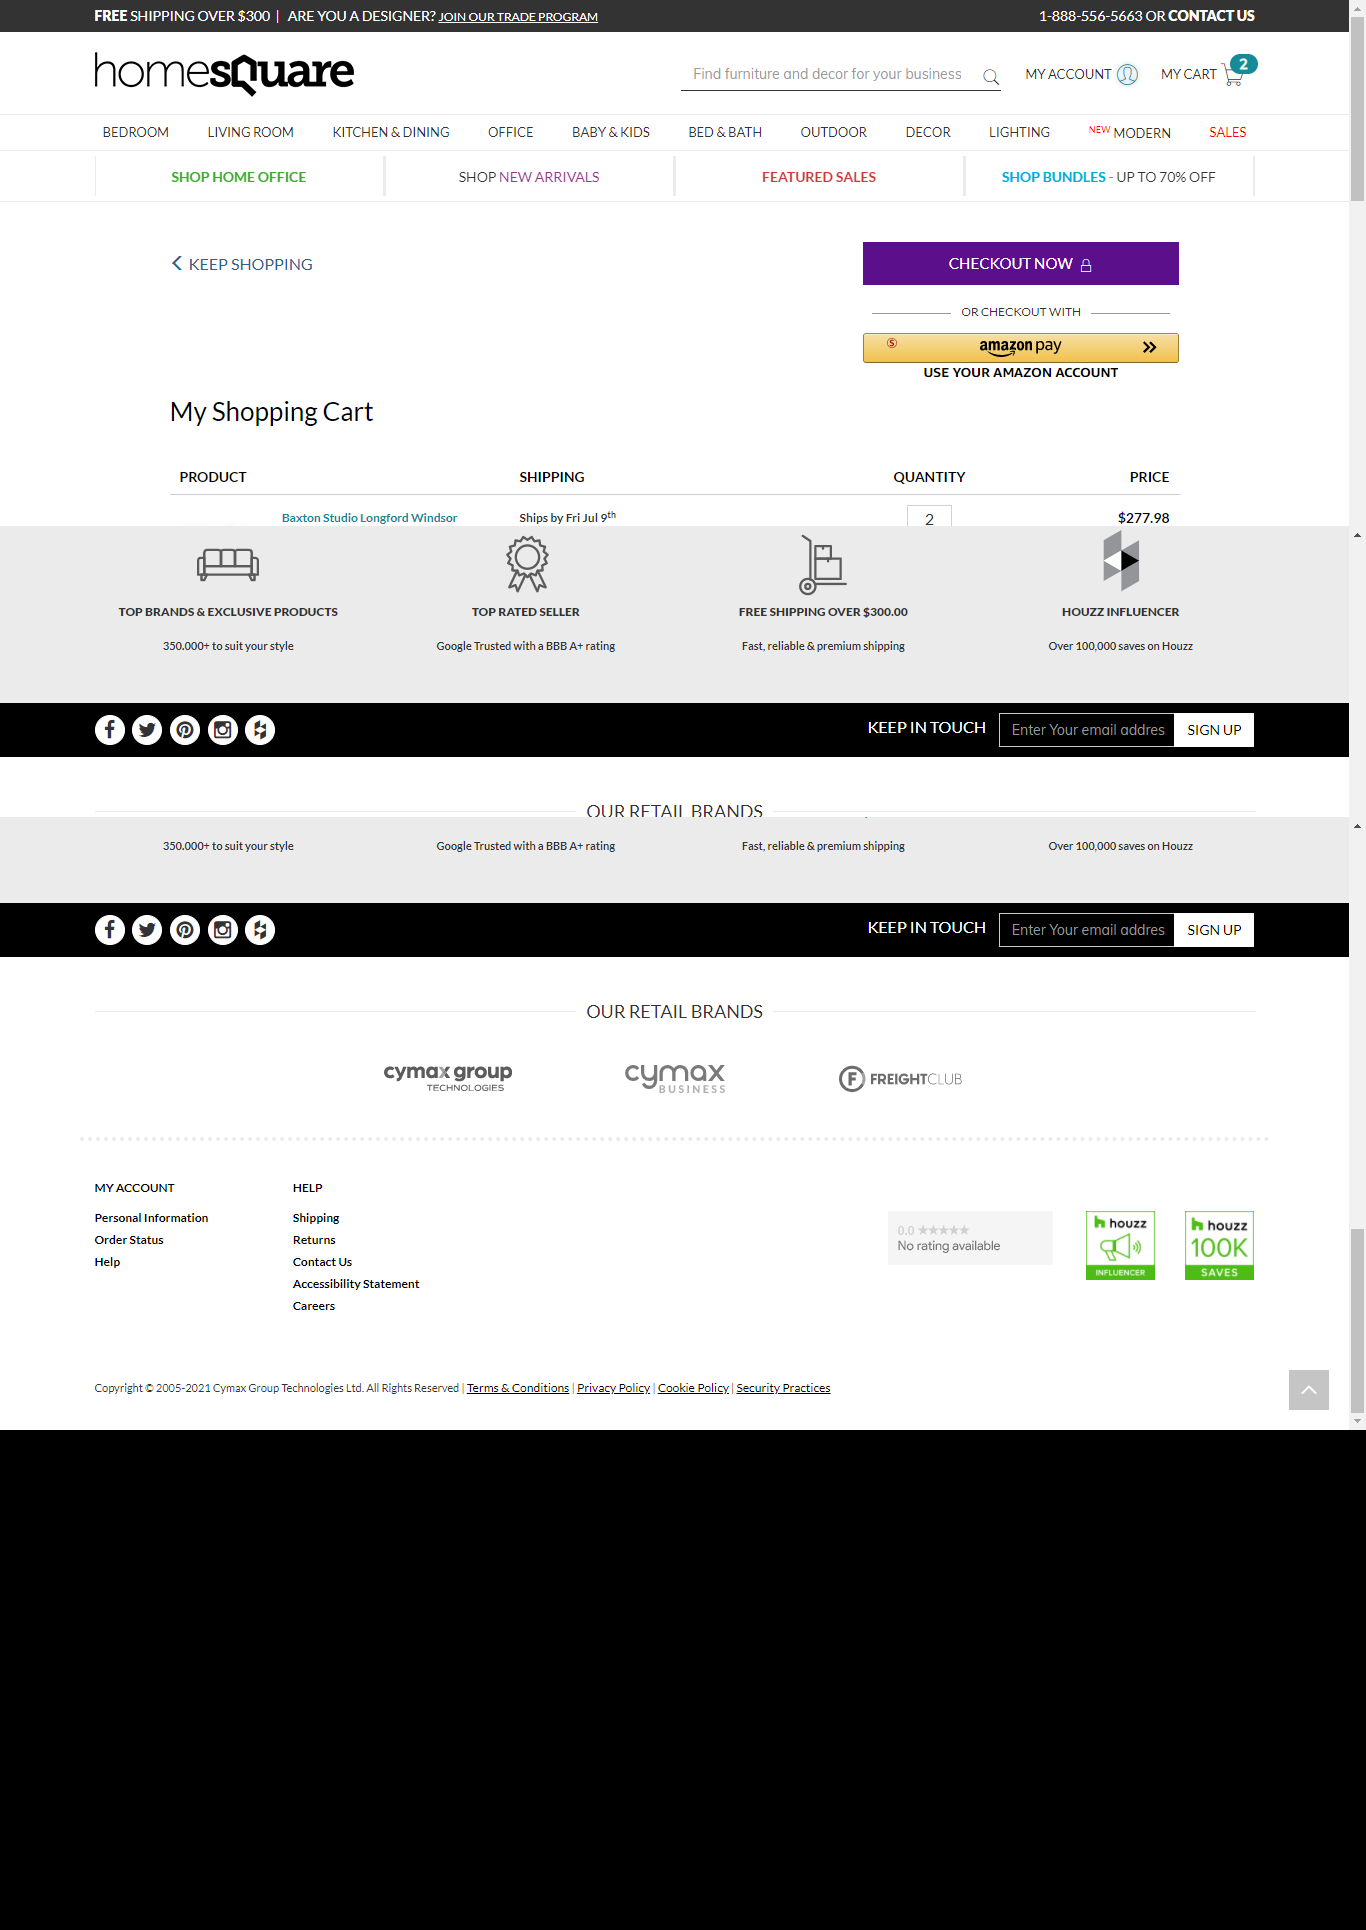 FREE SHIPPING OVER $300 | ARE YOU A DESIGNER? JOIN OUR TRADE PROGRAM
1-888-556-5663 OR CONTACT US
homesquare
Find furniture and decor for your business
MY ACCOUNT
MY CART 2
BEDROOM LIVING ROOM KITCHEN & DINING OFFICE BABY & KIDS BED & BATH OUTDOOR DECOR LIGHTING NEW MODERN SALES
SHOP HOME OFFICE SHOP NEW ARRIVALS FEATURED SALES SHOP BUNDLES - UP TO 70% OFF
KEEP SHOPPING
CHECKOUT NOW
OR CHECKOUT WITH
amazon pay
USE YOUR AMAZON ACCOUNT
My Shopping Cart
PRODUCT SHIPPING QUANTITY PRICE
Baxton Studio Longford Windsor Ships by Fri Jul 9th 2 $277.98
TOP BRANDS & EXCLUSIVE PRODUCTS TOP RATED SELLER FREE SHIPPING OVER $300.00 HOUZZ INFLUENCER
350.000+ to suit your style Google Trusted with a BBB A+ rating Fast, reliable & premium shipping Over 100,000 saves on Houzz
KEEP IN TOUCH Enter Your email addres SIGN UP
OUR RETAIL BRANDS
350.000+ to suit your style Google Trusted with a BBB A+ rating Fast, reliable & premium shipping Over 100,000 saves on Houzz
KEEP IN TOUCH Enter Your email addres SIGN UP
OUR RETAIL BRANDS
cymax group
TECHNOLOGIES
cymax
BUSINESS
F FREIGHTCLUB
MY ACCOUNT
Personal Information
Order Status
Help
HELP
Shipping
Returns
Contact Us
Accessibility Statement
Careers
0.0 ★★★★★
No rating available
houzz
INFLUENCER
houzz
100K
SAVES
Copyright © 2005-2021 Cymax Group Technologies Ltd. All Rights Reserved | Terms & Conditions | Privacy Policy | Cookie Policy | Security Practices